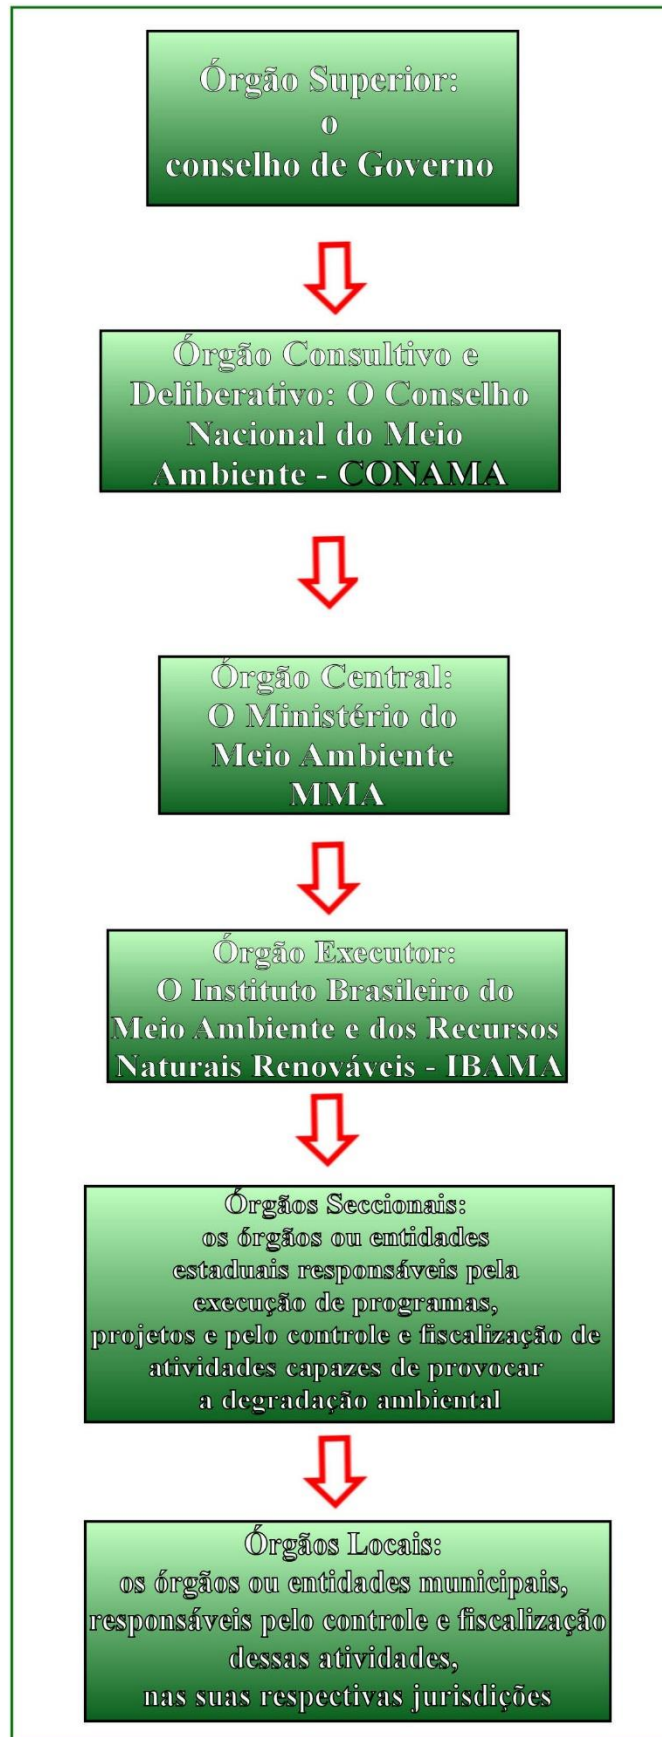 Órgão Superior:
o
conselho de Governo
Órgão Consultivo e
Deliberativo: O Conselho
Nacional do Meio
Ambiente - CONAMA
Órgão Central:
O Ministério do
Meio Ambiente
MMA
Órgão Executor:
O Instituto Brasileiro do
Meio Ambiente e dos Recursos
Naturais Renováveis - IBAMA
Órgãos Seccionais:
os órgãos ou entidades
estaduais responsáveis pela
execução de programas,
projetos e pelo controle e fiscalização de
atividades capazes de provocar
a degradação ambiental
Órgãos Locais:
os órgãos ou entidades municipais,
responsáveis pelo controle e fiscalização
dessas atividades,
nas suas respectivas jurisdições